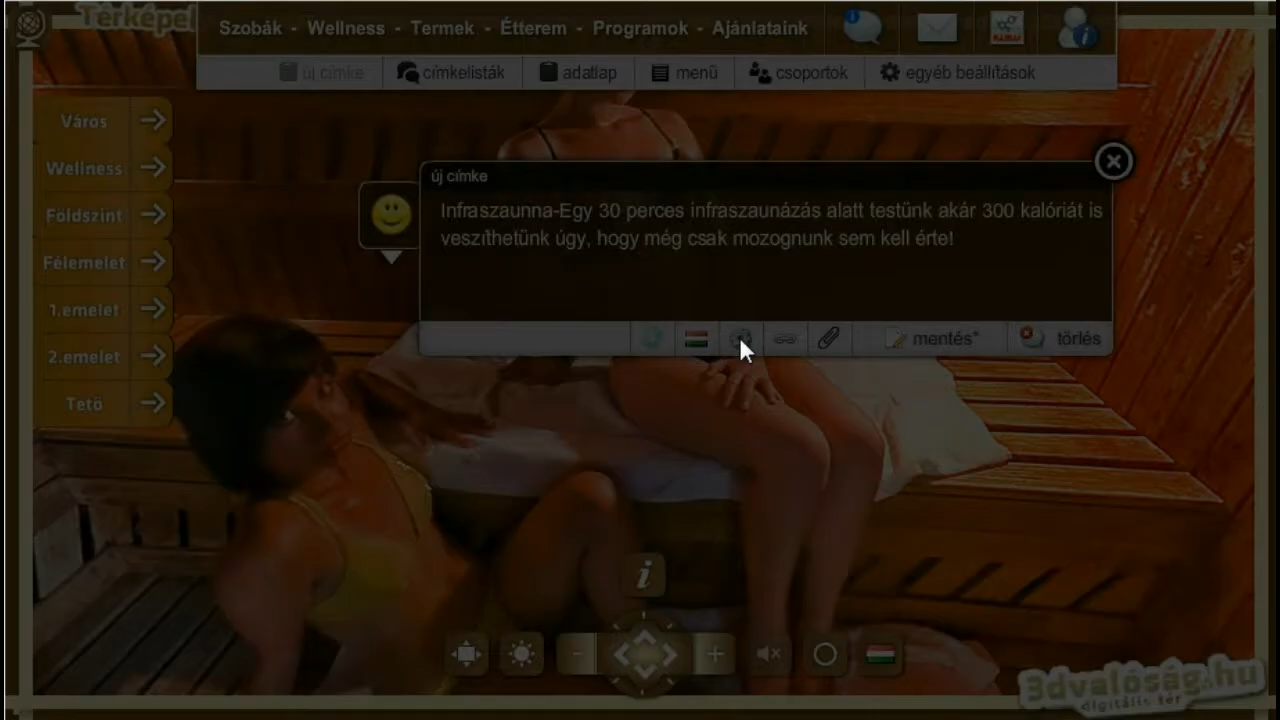 Térképel
Szobák - Wellness - Termek - Étterem - Programok - Ajánlataink
új címke
címkelisták
adatlap
menü
csoportok
egyéb beállítások
Város
Wellness
Földszint
Félemelet
1.emelet
2.emelet
Tető
új címke
Infraszaunna-Egy 30 perces infraszaunázás alatt testünk akár 300 kalóriát is
veszíthetünk úgy, hogy még csak mozognunk sem kell érte!
mentés*
törlés
3dvalóság.hu
digitális tér